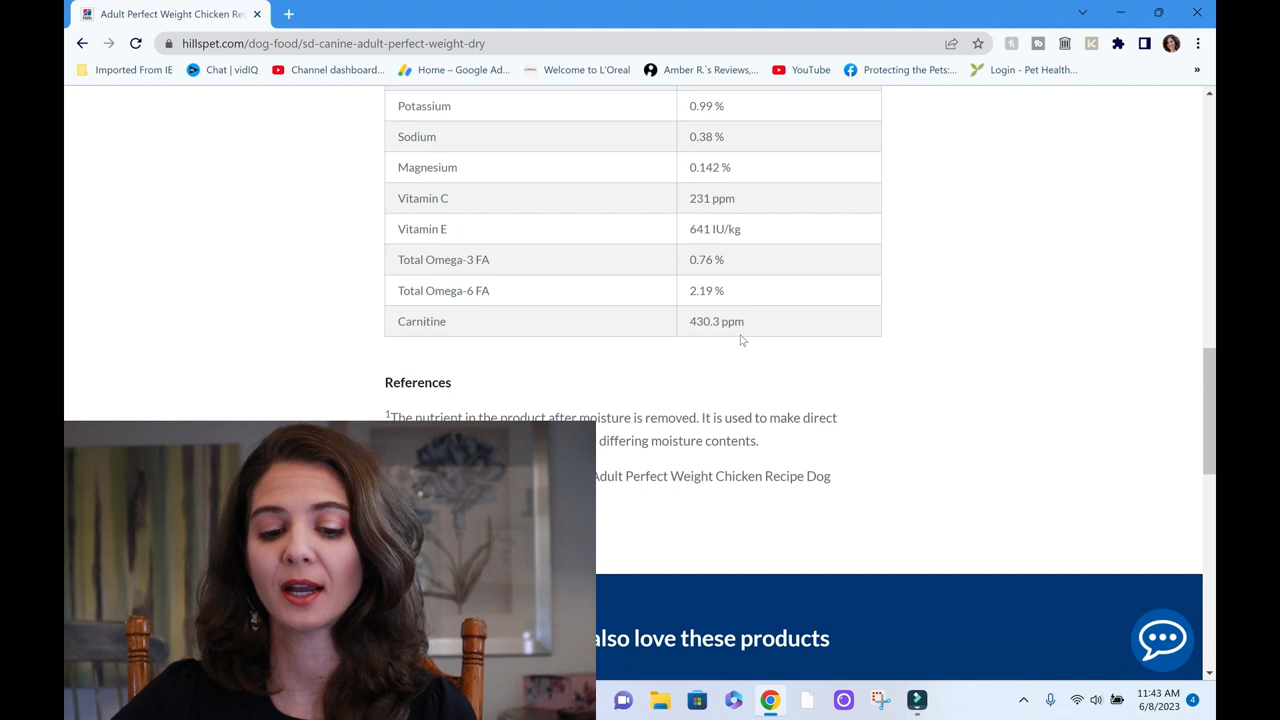 Adult Perfect Weight Chicken Rec
hillspet.com/dog-food/sd-canine-adult-perfect-weight-dry
Imported From IE
Chat | vidIQ
Channel dashboard...
Home – Google Ad...
Welcome to L'Oreal
Amber R.`s Reviews,...
YouTube
Protecting the Pets:...
Login - Pet Health...
»
Potassium 0.99 %
Sodium 0.38 %
Magnesium 0.142 %
Vitamin C 231 ppm
Vitamin E 641 IU/kg
Total Omega-3 FA 0.76 %
Total Omega-6 FA 2.19 %
Carnitine 430.3 ppm
References
1The nutrient in the product after moisture is removed. It is used to make direct
differing moisture contents.
Adult Perfect Weight Chicken Recipe Dog
also love these products
11:43 AM
6/8/2023
4